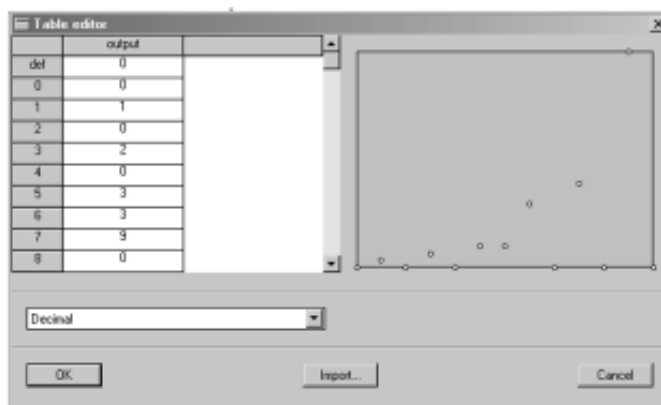 Table editor
output
def 0
0 0
1 1
2 0
3 2
4 0
5 3
6 3
7 9
8 0
Decimal
OK Import... Cancel